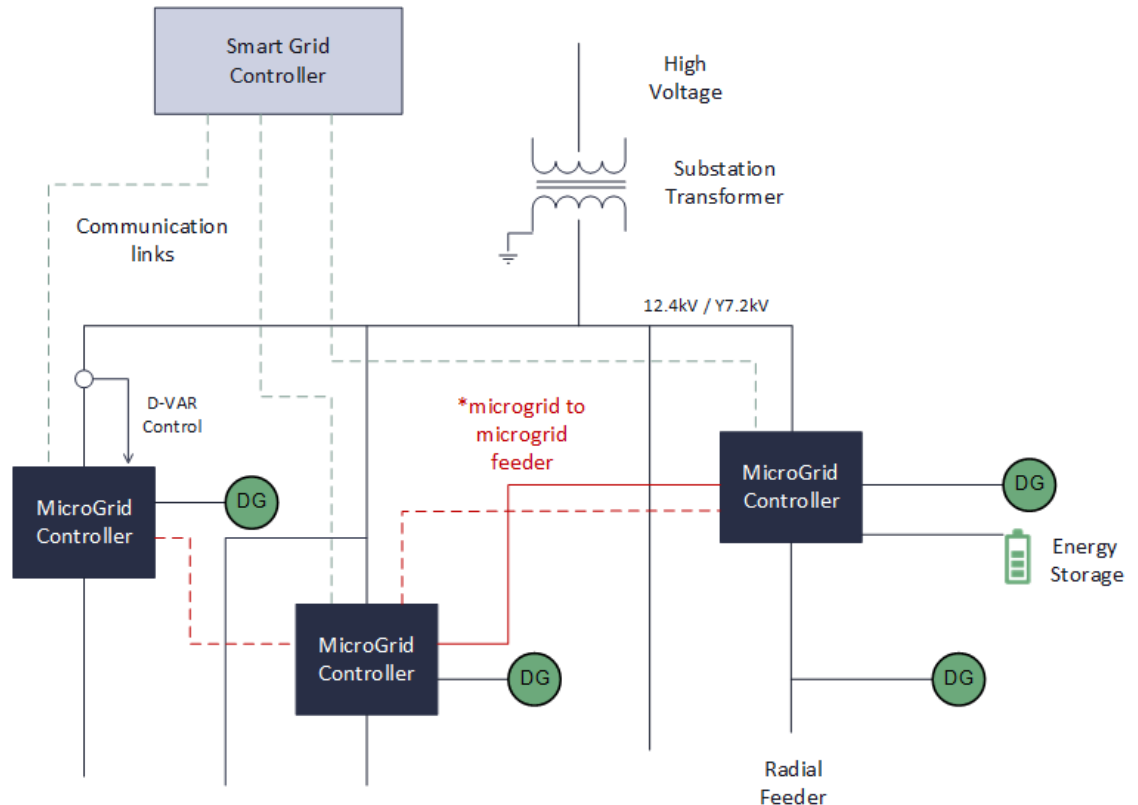 Smart Grid
Controller
High
Voltage
Substation
Transformer
Communication
links
12.4kV / Y7.2kV
D-VAR
Control
*microgrid to
microgrid
feeder
MicroGrid
Controller
DG
MicroGrid
Controller
DG
Energy
Storage
MicroGrid
Controller
DG
DG
Radial
Feeder